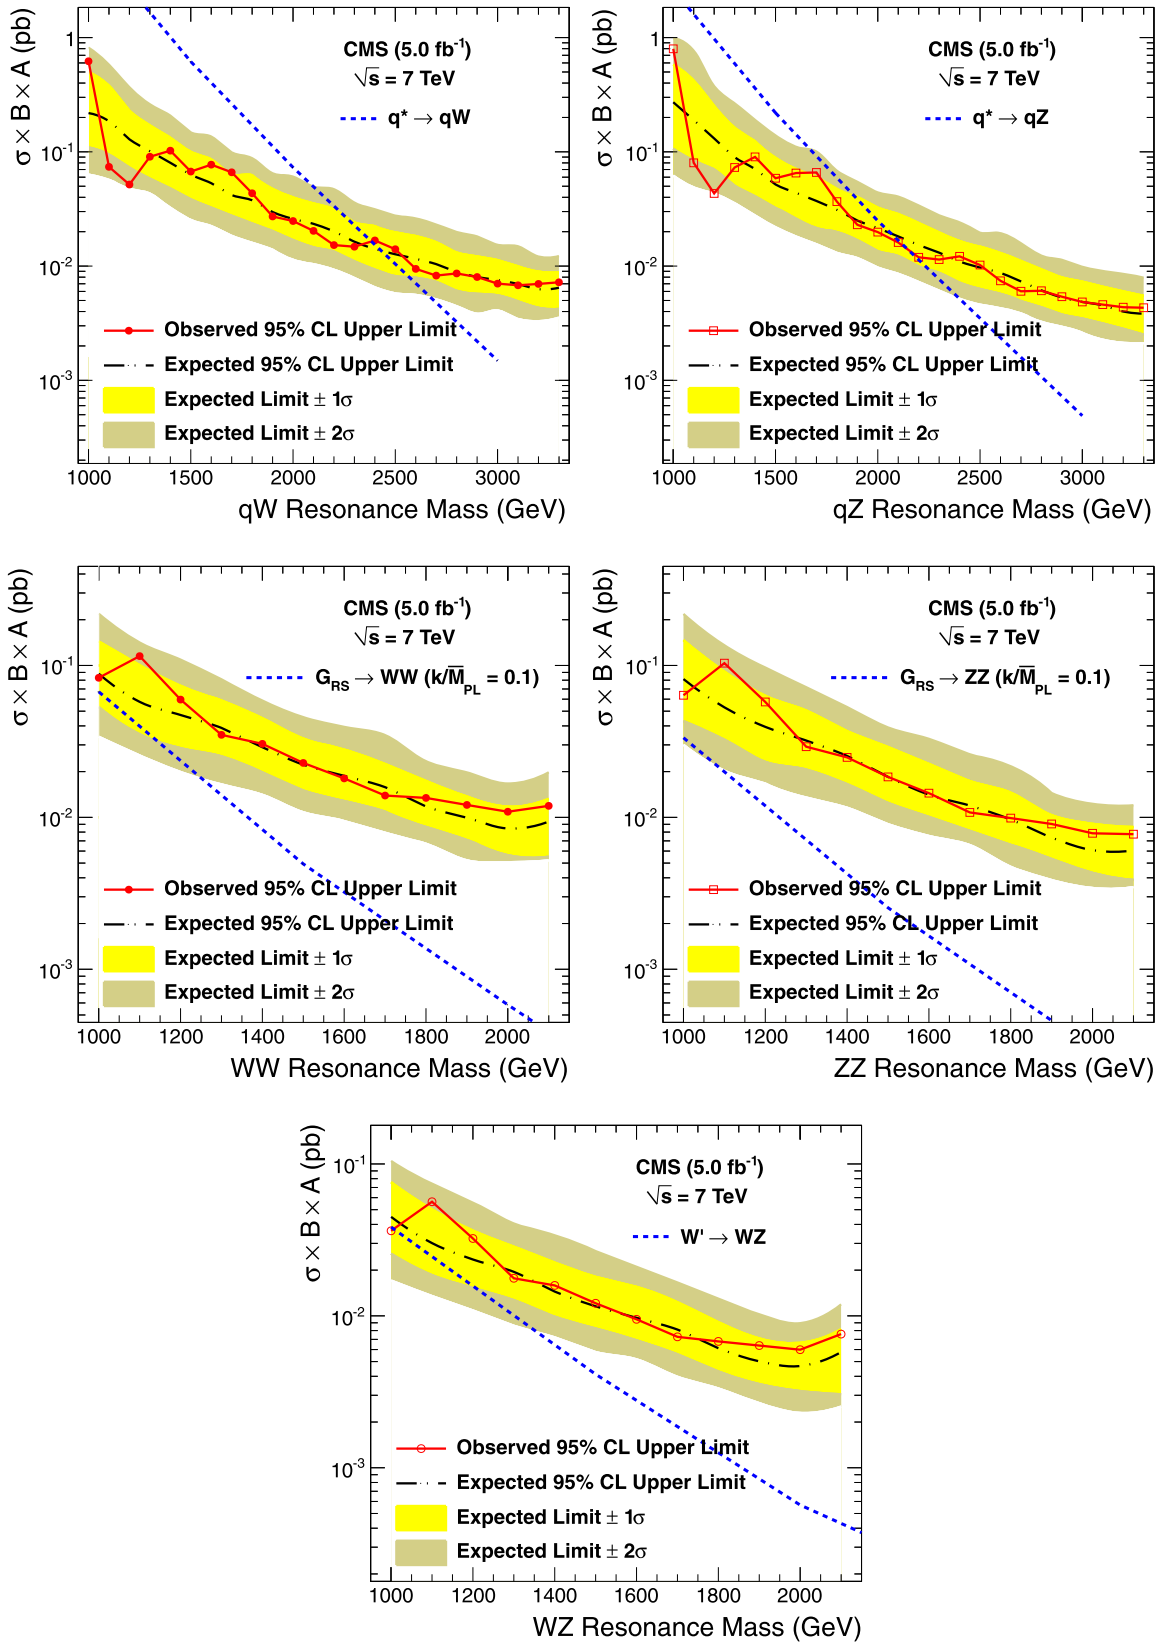 σ × B × A (pb)
1
10⁻¹
10⁻²
10⁻³
CMS (5.0 fb⁻¹)
√s = 7 TeV
q* → qW
Observed 95% CL Upper Limit
Expected 95% CL Upper Limit
Expected Limit ± 1σ
Expected Limit ± 2σ
1000 1500 2000 2500 3000
qW Resonance Mass (GeV)
σ × B × A (pb)
1
10⁻¹
10⁻²
10⁻³
CMS (5.0 fb⁻¹)
√s = 7 TeV
q* → qZ
Observed 95% CL Upper Limit
Expected 95% CL Upper Limit
Expected Limit ± 1σ
Expected Limit ± 2σ
1000 1500 2000 2500 3000
qZ Resonance Mass (GeV)
σ × B × A (pb)
10⁻¹
10⁻²
10⁻³
CMS (5.0 fb⁻¹)
√s = 7 TeV
G_RS → WW (k/M̅_PL = 0.1)
Observed 95% CL Upper Limit
Expected 95% CL Upper Limit
Expected Limit ± 1σ
Expected Limit ± 2σ
1000 1200 1400 1600 1800 2000
WW Resonance Mass (GeV)
σ × B × A (pb)
10⁻¹
10⁻²
10⁻³
CMS (5.0 fb⁻¹)
√s = 7 TeV
G_RS → ZZ (k/M̅_PL = 0.1)
Observed 95% CL Upper Limit
Expected 95% CL Upper Limit
Expected Limit ± 1σ
Expected Limit ± 2σ
1000 1200 1400 1600 1800 2000
ZZ Resonance Mass (GeV)
σ × B × A (pb)
10⁻¹
10⁻²
10⁻³
CMS (5.0 fb⁻¹)
√s = 7 TeV
W' → WZ
Observed 95% CL Upper Limit
Expected 95% CL Upper Limit
Expected Limit ± 1σ
Expected Limit ± 2σ
1000 1200 1400 1600 1800 2000
WZ Resonance Mass (GeV)